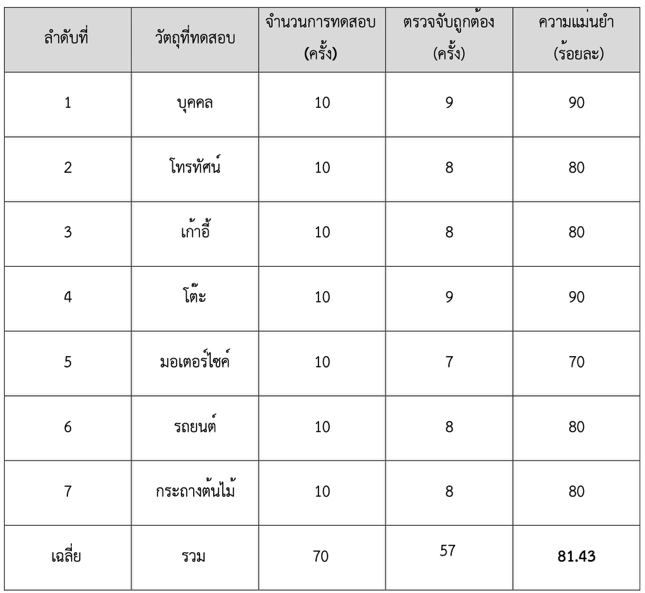 ลำดับที่ วัตถุที่ทดสอบ จำนวนการทดสอบ (ครั้ง) ตรวจจับถูกต้อง (ครั้ง) ความแม่นยำ (ร้อยละ)
1 บุคคล 10 9 90
2 โทรทัศน์ 10 8 80
3 เก้าอี้ 10 8 80
4 โต๊ะ 10 9 90
5 มอเตอร์ไซค์ 10 7 70
6 รถยนต์ 10 8 80
7 กระถางต้นไม้ 10 8 80
เฉลี่ย รวม 70 57 81.43